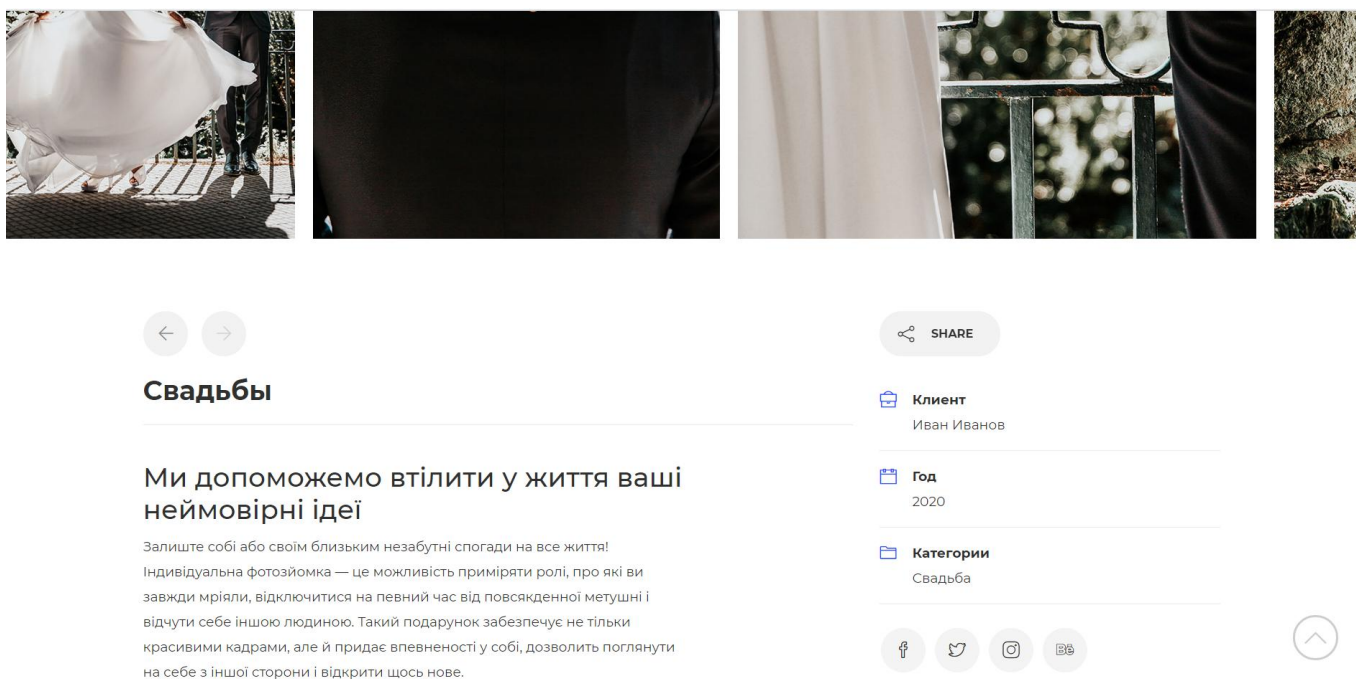 SHARE
Свадьбы
Ми допоможемо втілити у життя ваші
неймовірні ідеї
Залиште собі або своїм близьким незабутні спогади на все життя!
Індивідуальна фотозйомка — це можливість приміряти ролі, про які ви
завжди мріяли, відключитися на певний час від повсякденної метушні і
відчути себе іншою людиною. Такий подарунок забезпечує не тільки
красивими кадрами, але й придає впевненості у собі, дозволить поглянути
на себе з іншої сторони і відкрити щось нове.
Клиент
Иван Иванов
Год
2020
Категории
Свадьба
Bē